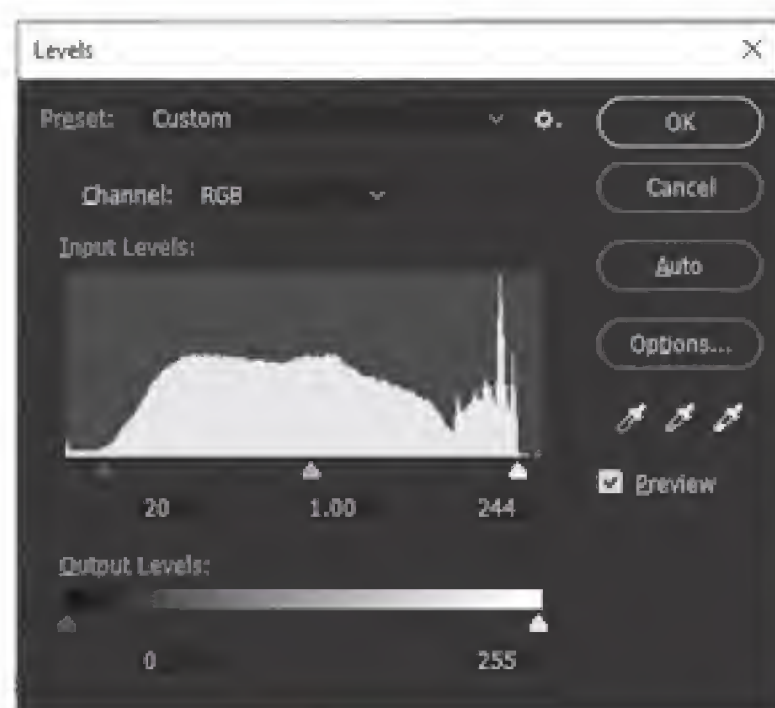 Levels
Preset: Custom
OK
Channel: RGB
Cancel
Input Levels:
Auto
Options...
Preview
20 1.00 244
Output Levels:
0 255